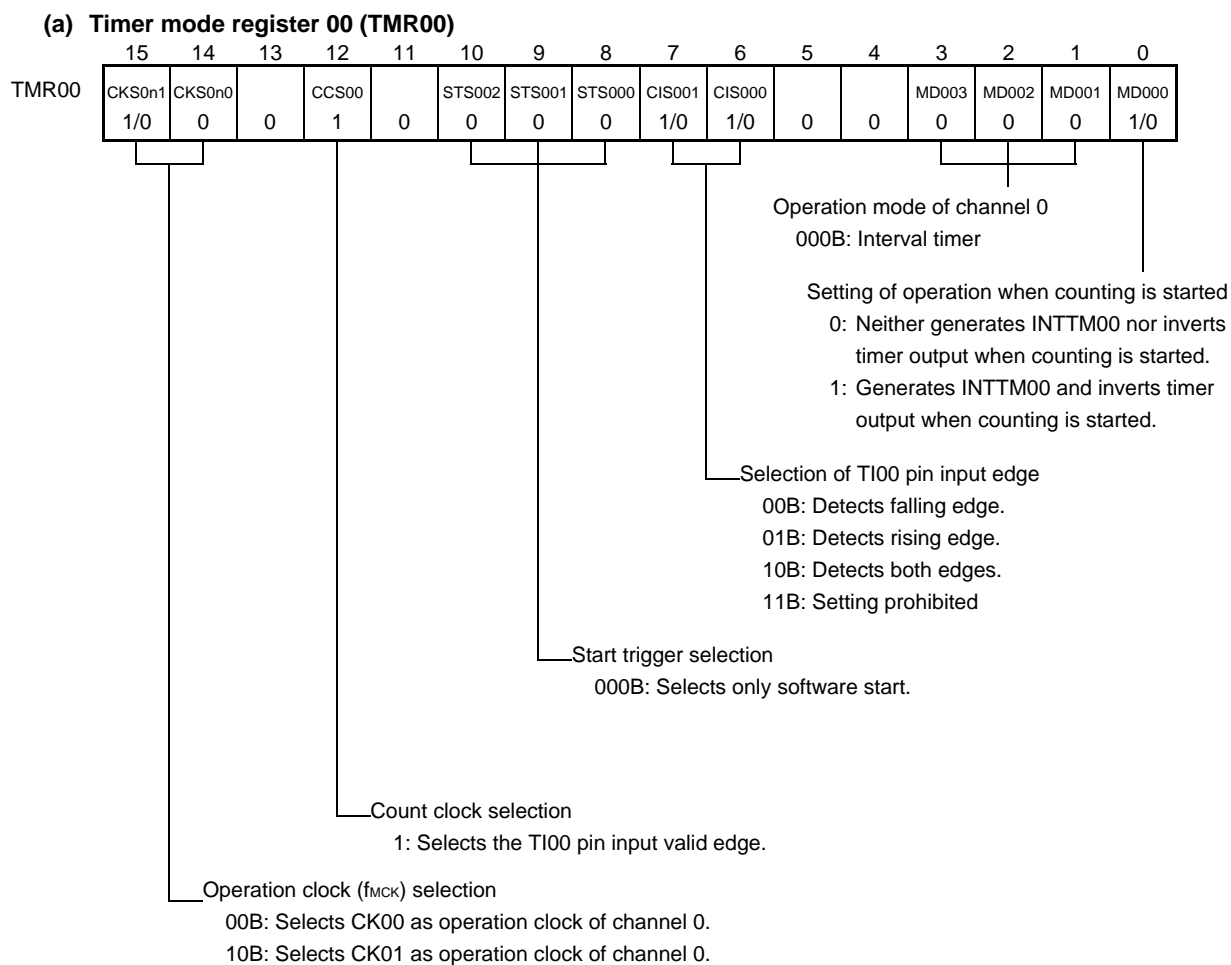 (a) Timer mode register 00 (TMR00)
15 14 13 12 11 10 9 8 7 6 5 4 3 2 1 0
TMR00 CKS0n1 CKS0n0 CCS00 STS002 STS001 STS000 CIS001 CIS000 MD003 MD002 MD001 MD000
1/0 0 0 1 0 0 0 0 1/0 1/0 0 0 0 0 0 1/0
Operation mode of channel 0
000B: Interval timer
Setting of operation when counting is started
0: Neither generates INTTM00 nor inverts
timer output when counting is started.
1: Generates INTTM00 and inverts timer
output when counting is started.
Selection of TI00 pin input edge
00B: Detects falling edge.
01B: Detects rising edge.
10B: Detects both edges.
11B: Setting prohibited
Start trigger selection
000B: Selects only software start.
Count clock selection
1: Selects the TI00 pin input valid edge.
Operation clock (fMCK) selection
00B: Selects CK00 as operation clock of channel 0.
10B: Selects CK01 as operation clock of channel 0.